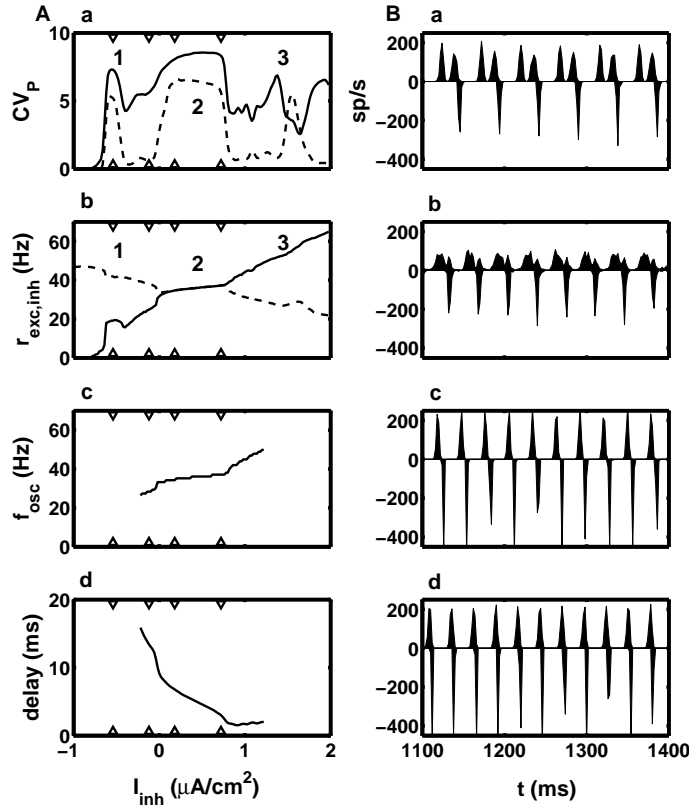 A
a
10
5
0
CV_P
1
2
3
b
60
40
20
0
r_exc,inh (Hz)
1
2
3
c
60
40
20
0
f_osc (Hz)
d
20
10
0
delay (ms)
−1 0 1 2
I_inh (μA/cm²)
B
a
200
0
−200
−400
sp/s
b
200
0
−200
−400
c
200
0
−200
−400
d
200
0
−200
−400
1100 1200 1300 1400
t (ms)